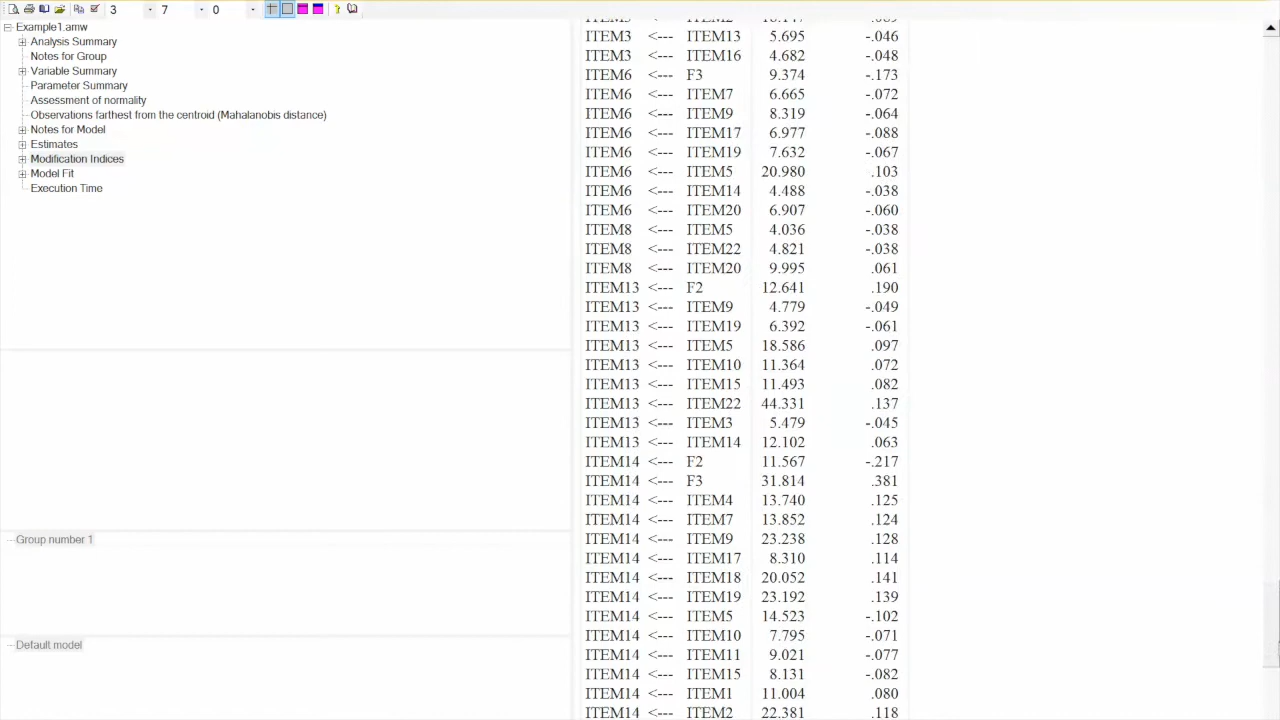 3 7 0
Example1.amw
Analysis Summary
Notes for Group
Variable Summary
Parameter Summary
Assessment of normality
Observations farthest from the centroid (Mahalanobis distance)
Notes for Model
Estimates
Modification Indices
Model Fit
Execution Time
Group number 1
Default model
ITEM3 <--- ITEM13 5.695 -.046
ITEM3 <--- ITEM16 4.682 -.048
ITEM6 <--- F3 9.374 -.173
ITEM6 <--- ITEM7 6.665 -.072
ITEM6 <--- ITEM9 8.319 -.064
ITEM6 <--- ITEM17 6.977 -.088
ITEM6 <--- ITEM19 7.632 -.067
ITEM6 <--- ITEM5 20.980 .103
ITEM6 <--- ITEM14 4.488 -.038
ITEM6 <--- ITEM20 6.907 -.060
ITEM8 <--- ITEM5 4.036 -.038
ITEM8 <--- ITEM22 4.821 -.038
ITEM8 <--- ITEM20 9.995 .061
ITEM13 <--- F2 12.641 .190
ITEM13 <--- ITEM9 4.779 -.049
ITEM13 <--- ITEM19 6.392 -.061
ITEM13 <--- ITEM5 18.586 .097
ITEM13 <--- ITEM10 11.364 .072
ITEM13 <--- ITEM15 11.493 .082
ITEM13 <--- ITEM22 44.331 .137
ITEM13 <--- ITEM3 5.479 -.045
ITEM13 <--- ITEM14 12.102 .063
ITEM14 <--- F2 11.567 -.217
ITEM14 <--- F3 31.814 .381
ITEM14 <--- ITEM4 13.740 .125
ITEM14 <--- ITEM7 13.852 .124
ITEM14 <--- ITEM9 23.238 .128
ITEM14 <--- ITEM17 8.310 .114
ITEM14 <--- ITEM18 20.052 .141
ITEM14 <--- ITEM19 23.192 .139
ITEM14 <--- ITEM5 14.523 -.102
ITEM14 <--- ITEM10 7.795 -.071
ITEM14 <--- ITEM11 9.021 -.077
ITEM14 <--- ITEM15 8.131 -.082
ITEM14 <--- ITEM1 11.004 .080
ITEM14 <--- ITEM2 22.381 .118